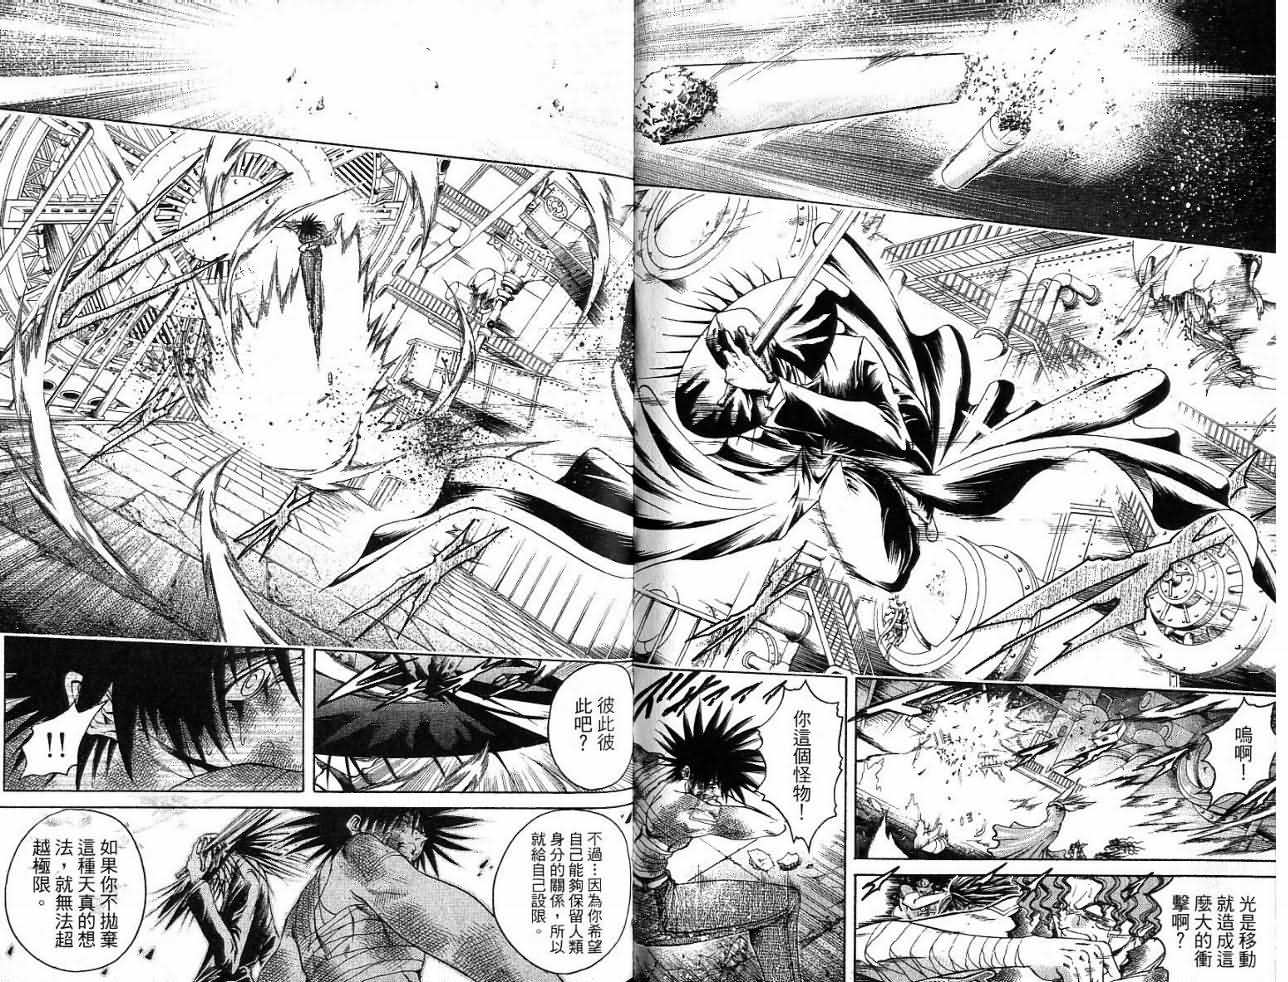 嗚啊！
光是移動
就造成這
麼大的衝
擊啊？
你這個怪物！
彼此彼
此吧？
!!
不過…因為你希望
自己能夠保留人類
身分的關係，所以
就給自己設限。
如果你不拋棄
這種天真的想
法，就無法超
越極限。